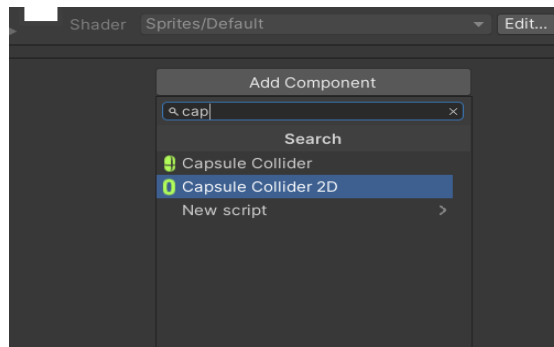 Shader Sprites/Default Edit...
Add Component
cap
Search
Capsule Collider
Capsule Collider 2D
New script